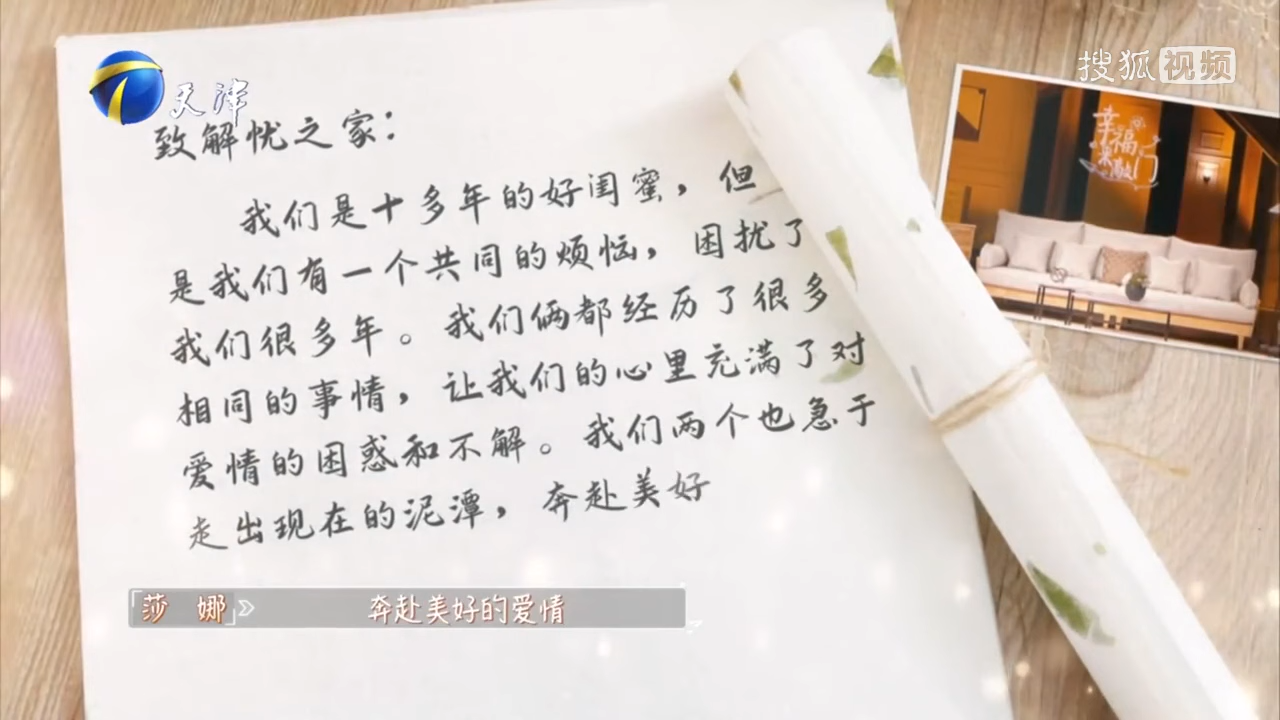 天津
搜狐视频
幸福来敲门
致解忧之家：
我们是十多年的好闺蜜，但
是我们有一个共同的烦恼，困扰了
我们很多年。我们俩都经历了很多
相同的事情，让我们的心里充满了对
爱情的困惑和不解。我们两个也急于
走出现在的泥潭，奔赴美好
莎 娜 奔赴美好的爱情